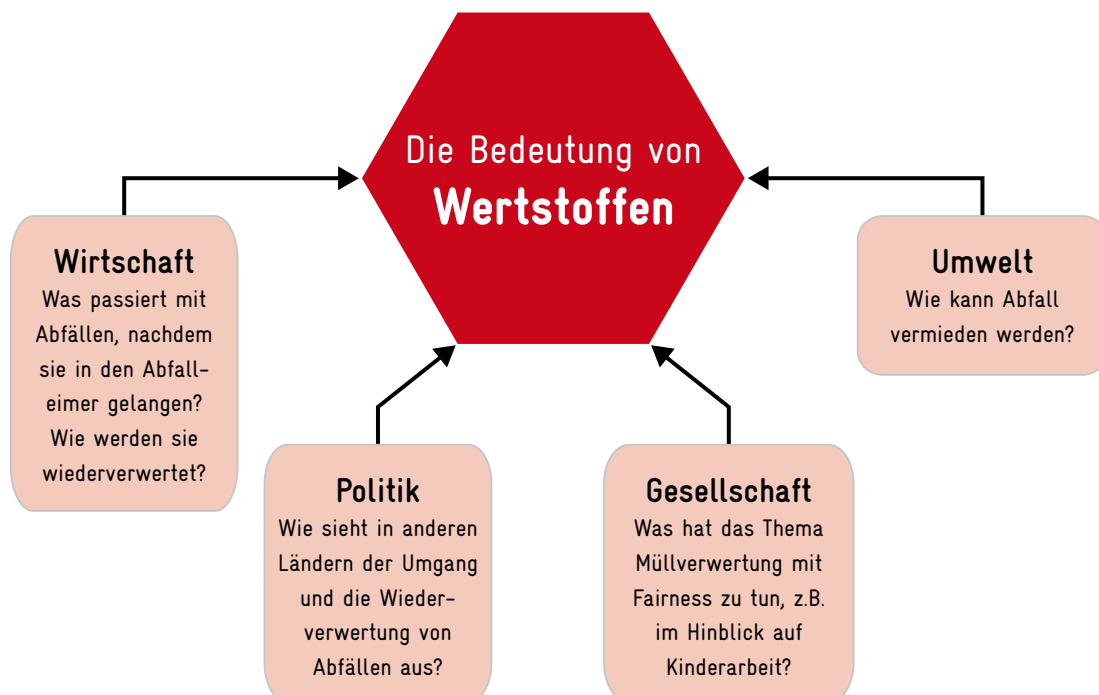 Die Bedeutung von
Wertstoffen
Wirtschaft
Was passiert mit
Abfällen, nachdem
sie in den Abfall-
eimer gelangen?
Wie werden sie
wiederverwertet?
Politik
Wie sieht in anderen
Ländern der Umgang
und die Wieder-
verwertung von
Abfällen aus?
Gesellschaft
Was hat das Thema
Müllverwertung mit
Fairness zu tun, z.B.
im Hinblick auf
Kinderarbeit?
Umwelt
Wie kann Abfall
vermieden werden?